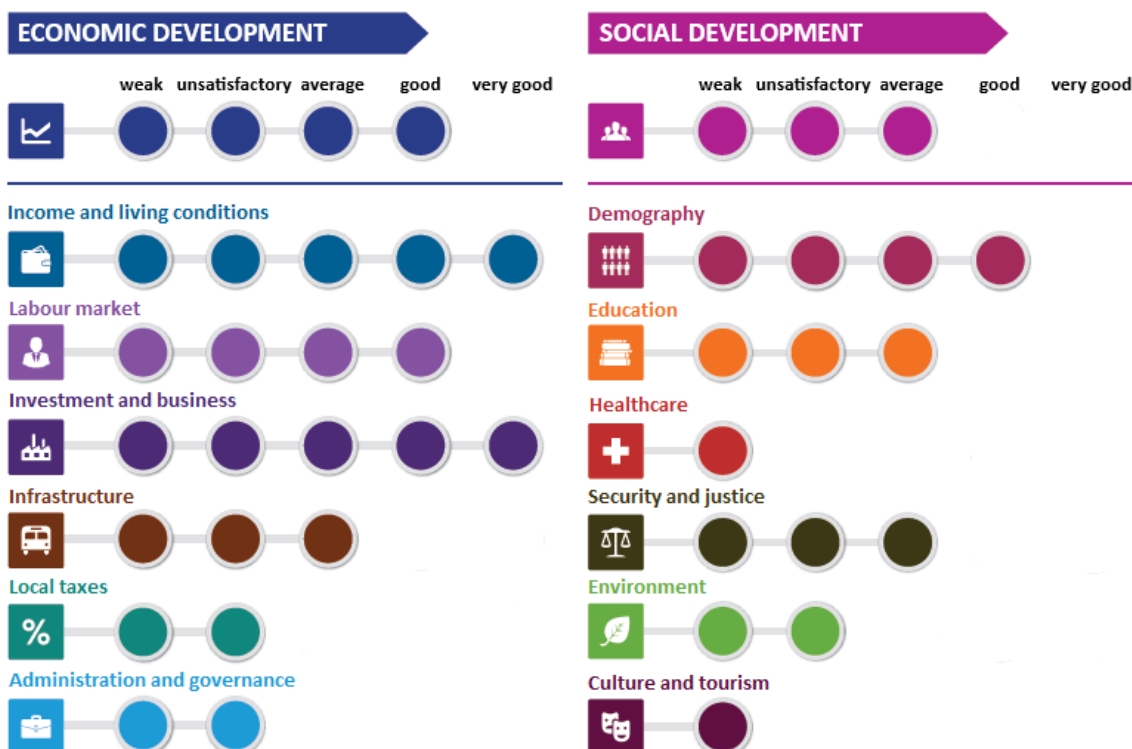 ECONOMIC DEVELOPMENT
weak unsatisfactory average good very good
Income and living conditions
Labour market
Investment and business
Infrastructure
Local taxes
%
Administration and governance
SOCIAL DEVELOPMENT
weak unsatisfactory average good very good
Demography
Education
Healthcare
Security and justice
Environment
Culture and tourism